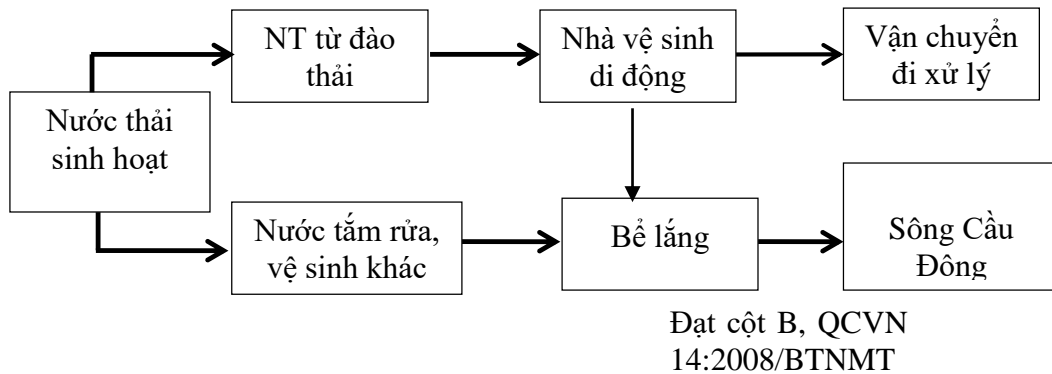 NT từ đào
thải
Nhà vệ sinh
di động
Vận chuyển
đi xử lý
Nước thải
sinh hoạt
Nước tắm rửa,
vệ sinh khác
Bể lắng
Sông Cầu
Đông
Đạt cột B, QCVN
14:2008/BTNMT